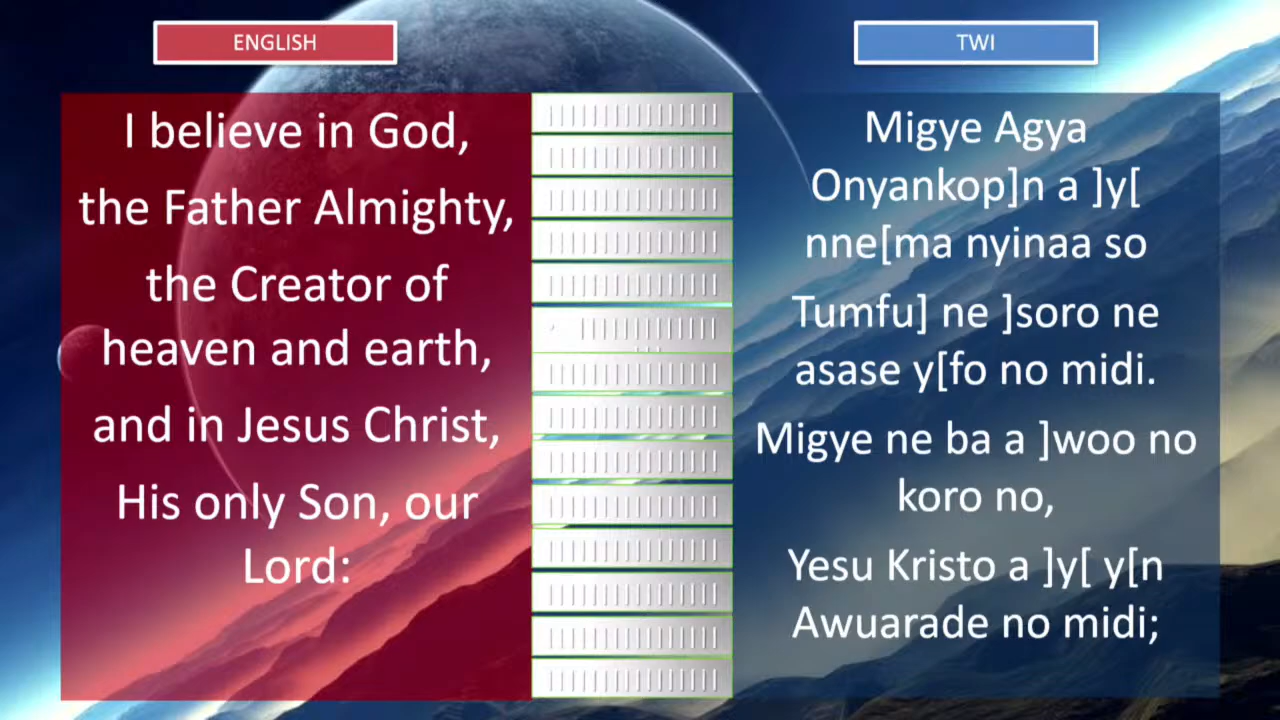 ENGLISH
I believe in God,
the Father Almighty,
the Creator of
heaven and earth,
and in Jesus Christ,
His only Son, our
Lord:
TWI
Migye Agya
Onyankop]n a ]y[
nne[ma nyinaa so
Tumfu] ne ]soro ne
asase y[fo no midi.
Migye ne ba a ]woo no
koro no,
Yesu Kristo a ]y[ y[n
Awuarade no midi;